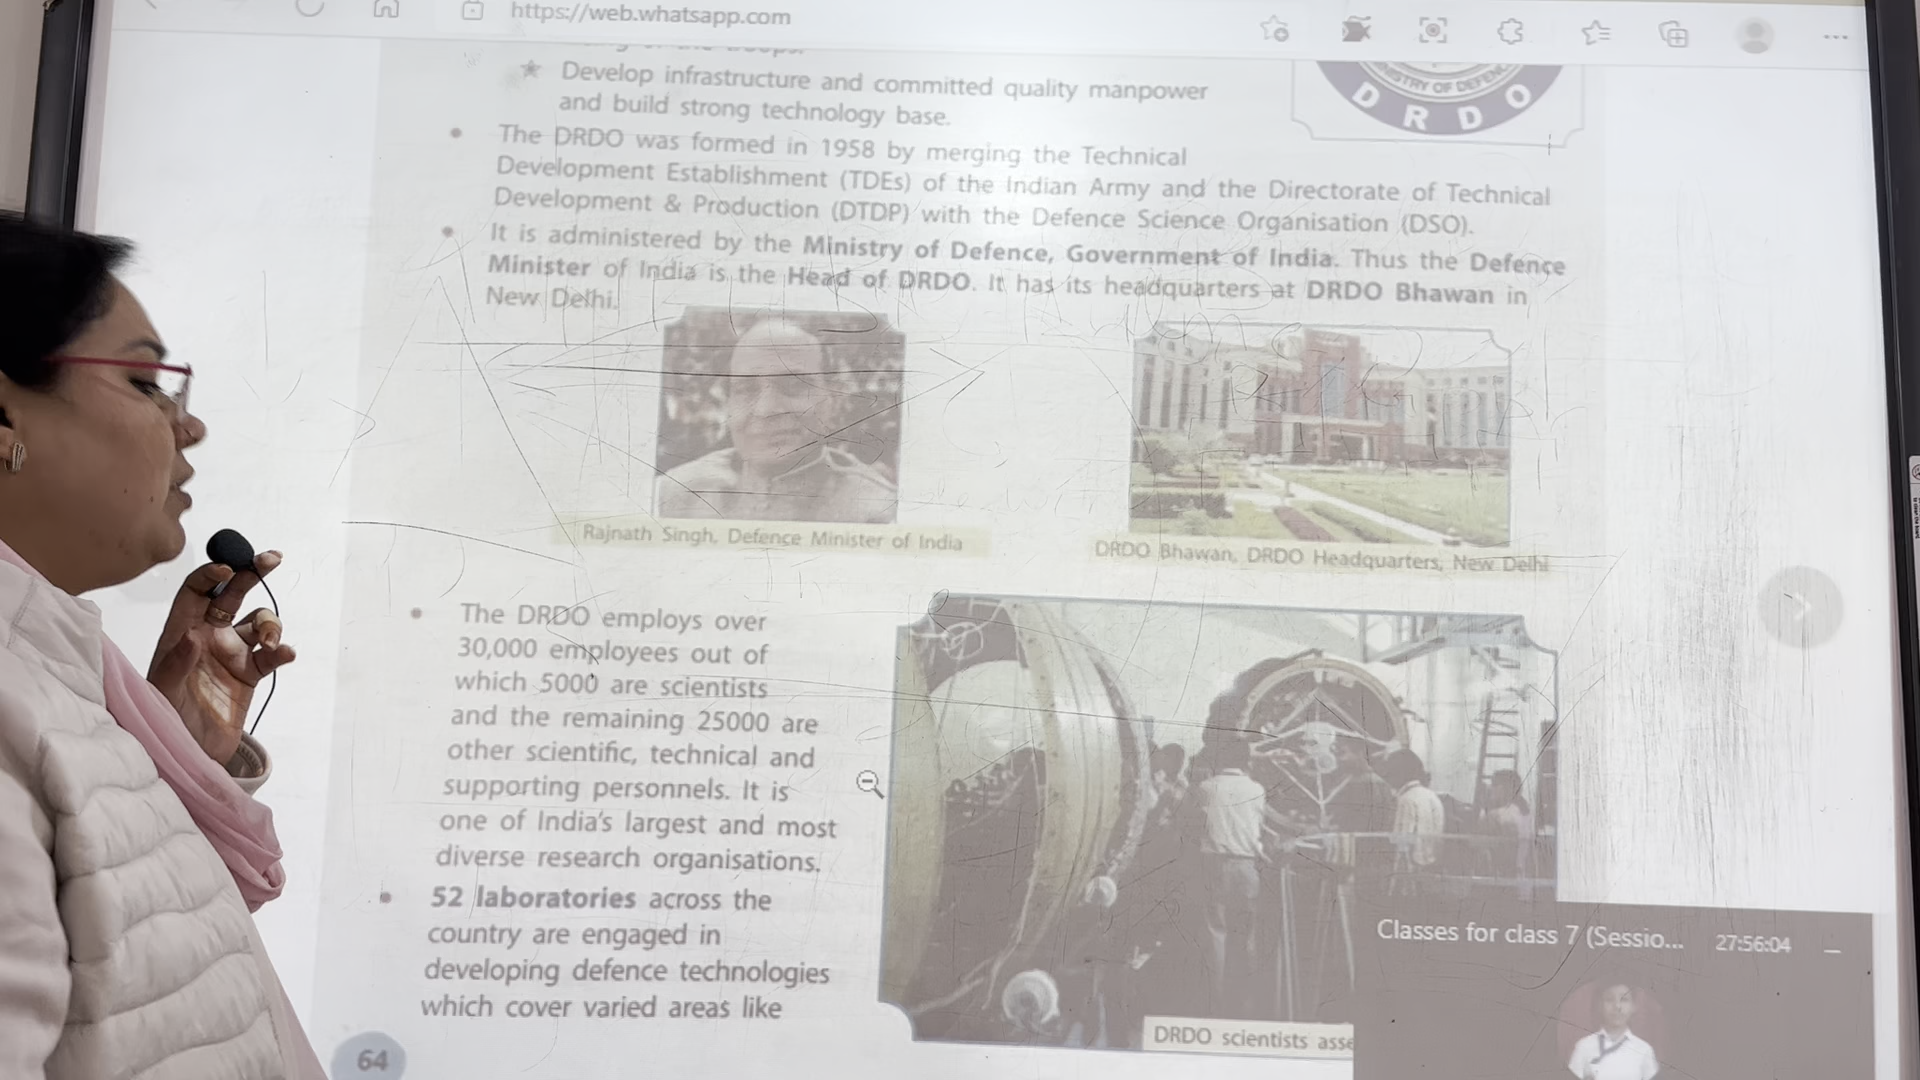 https://web.whatsapp.com
Develop infrastructure and committed quality manpower
and build strong technology base.
MINISTRY OF DEFENC
DRDO
The DRDO was formed in 1958 by merging the Technical
Development Establishment (TDEs) of the Indian Army and the Directorate of Technical
Development & Production (DTDP) with the Defence Science Organisation (DSO).
It is administered by the Ministry of Defence, Government of India. Thus the Defence
Minister of India is the Head of DRDO. It has its headquarters at DRDO Bhawan in
New Delhi.
Rajnath Singh, Defence Minister of India
DRDO Bhawan, DRDO Headquarters, New Delhi
The DRDO employs over
30,000 employees out of
which 5000 are scientists
and the remaining 25000 are
other scientific, technical and
supporting personnels. It is
one of India's largest and most
diverse research organisations.
52 laboratories across the
country are engaged in
developing defence technologies
which cover varied areas like
DRDO scientists asse
Classes for class 7 (Sessio... 27:56:04
64